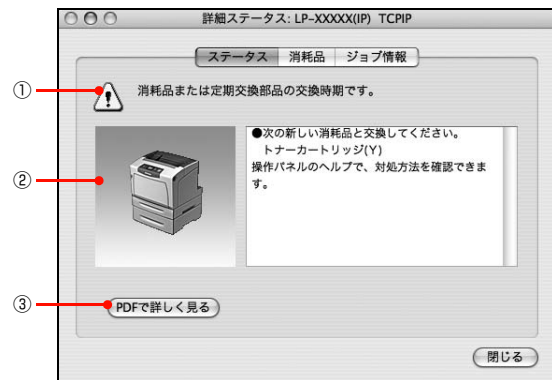 詳細ステータス: LP-XXXXX(IP) TCPIP
ステータス 消耗品 ジョブ情報
①
消耗品または定期交換部品の交換時期です。
②
●次の新しい消耗品と交換してください。
トナーカートリッジ(Y)
操作パネルのヘルプで、対処方法を確認できま
す。
③
PDFで詳しく見る
閉じる